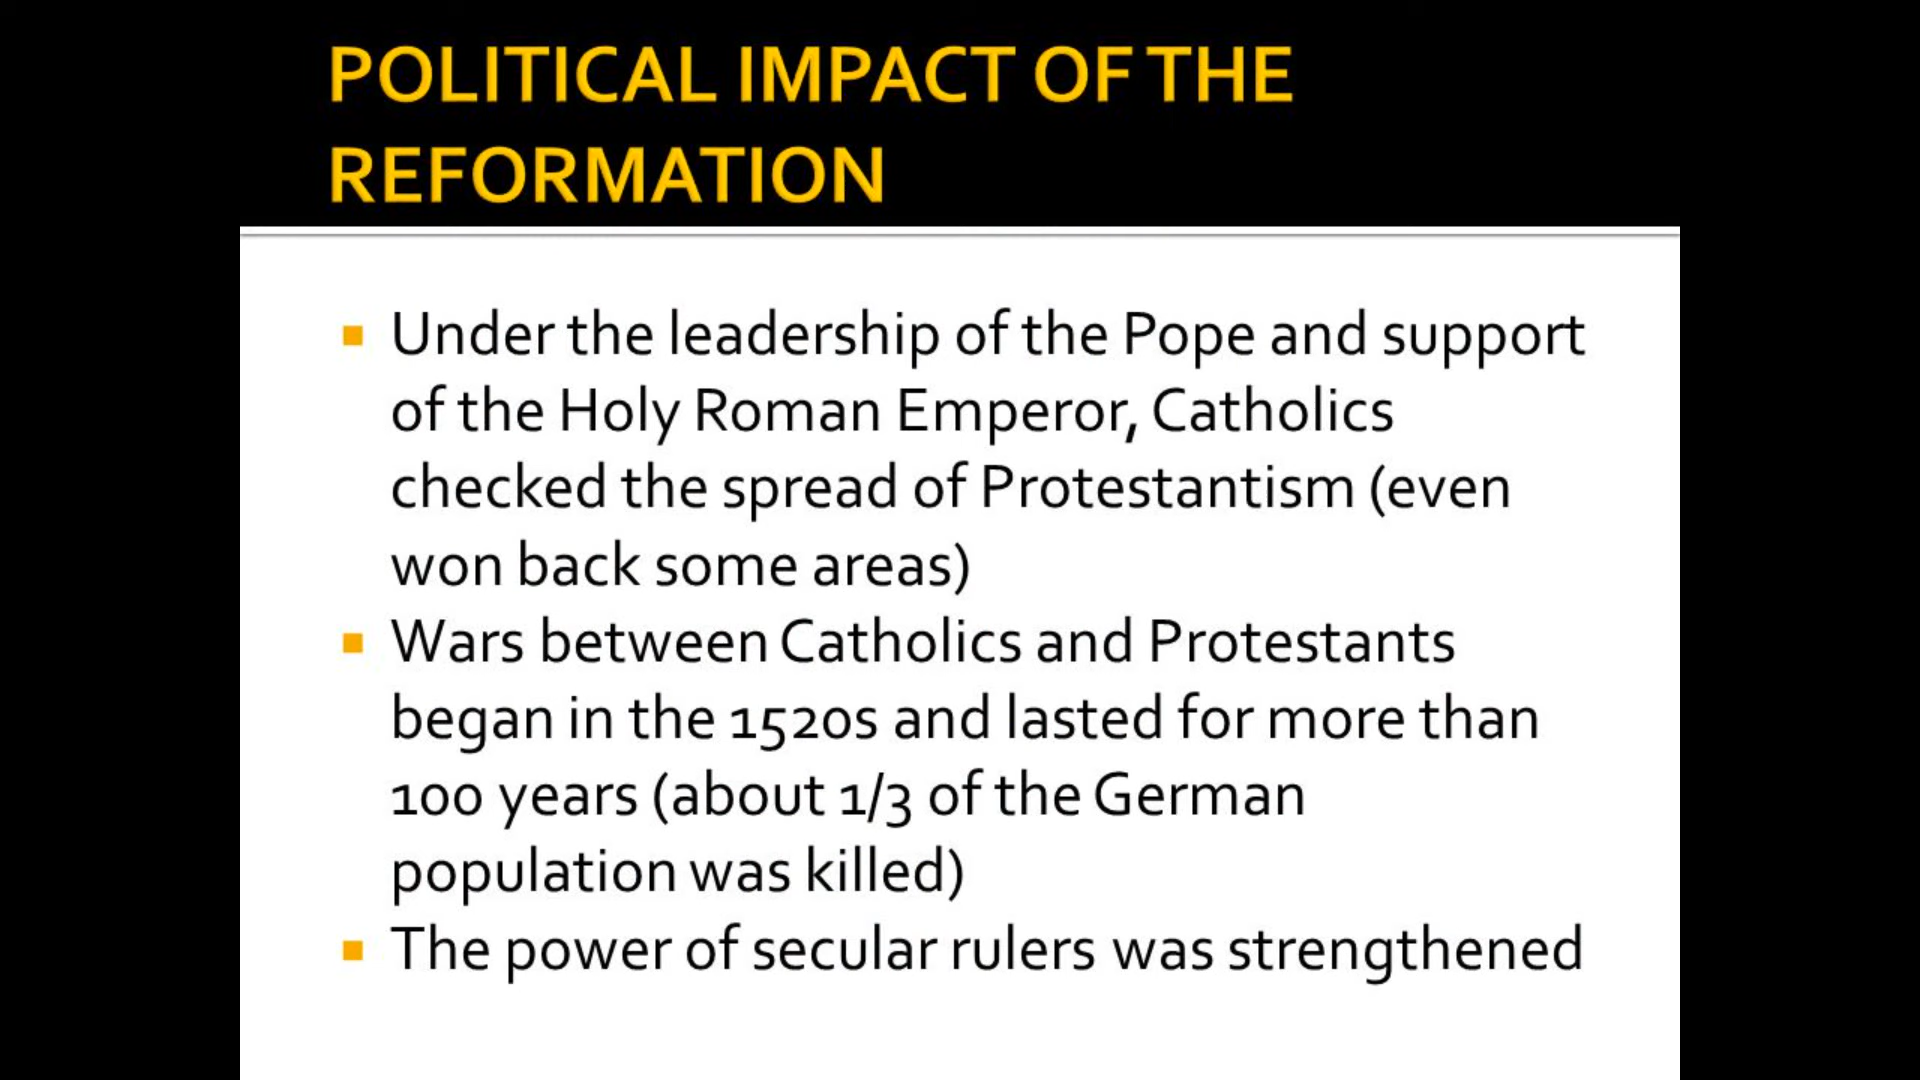 POLITICAL IMPACT OF THE
REFORMATION
Under the leadership of the Pope and support
of the Holy Roman Emperor, Catholics
checked the spread of Protestantism (even
won back some areas)
Wars between Catholics and Protestants
began in the 1520s and lasted for more than
100 years (about 1/3 of the German
population was killed)
The power of secular rulers was strengthened